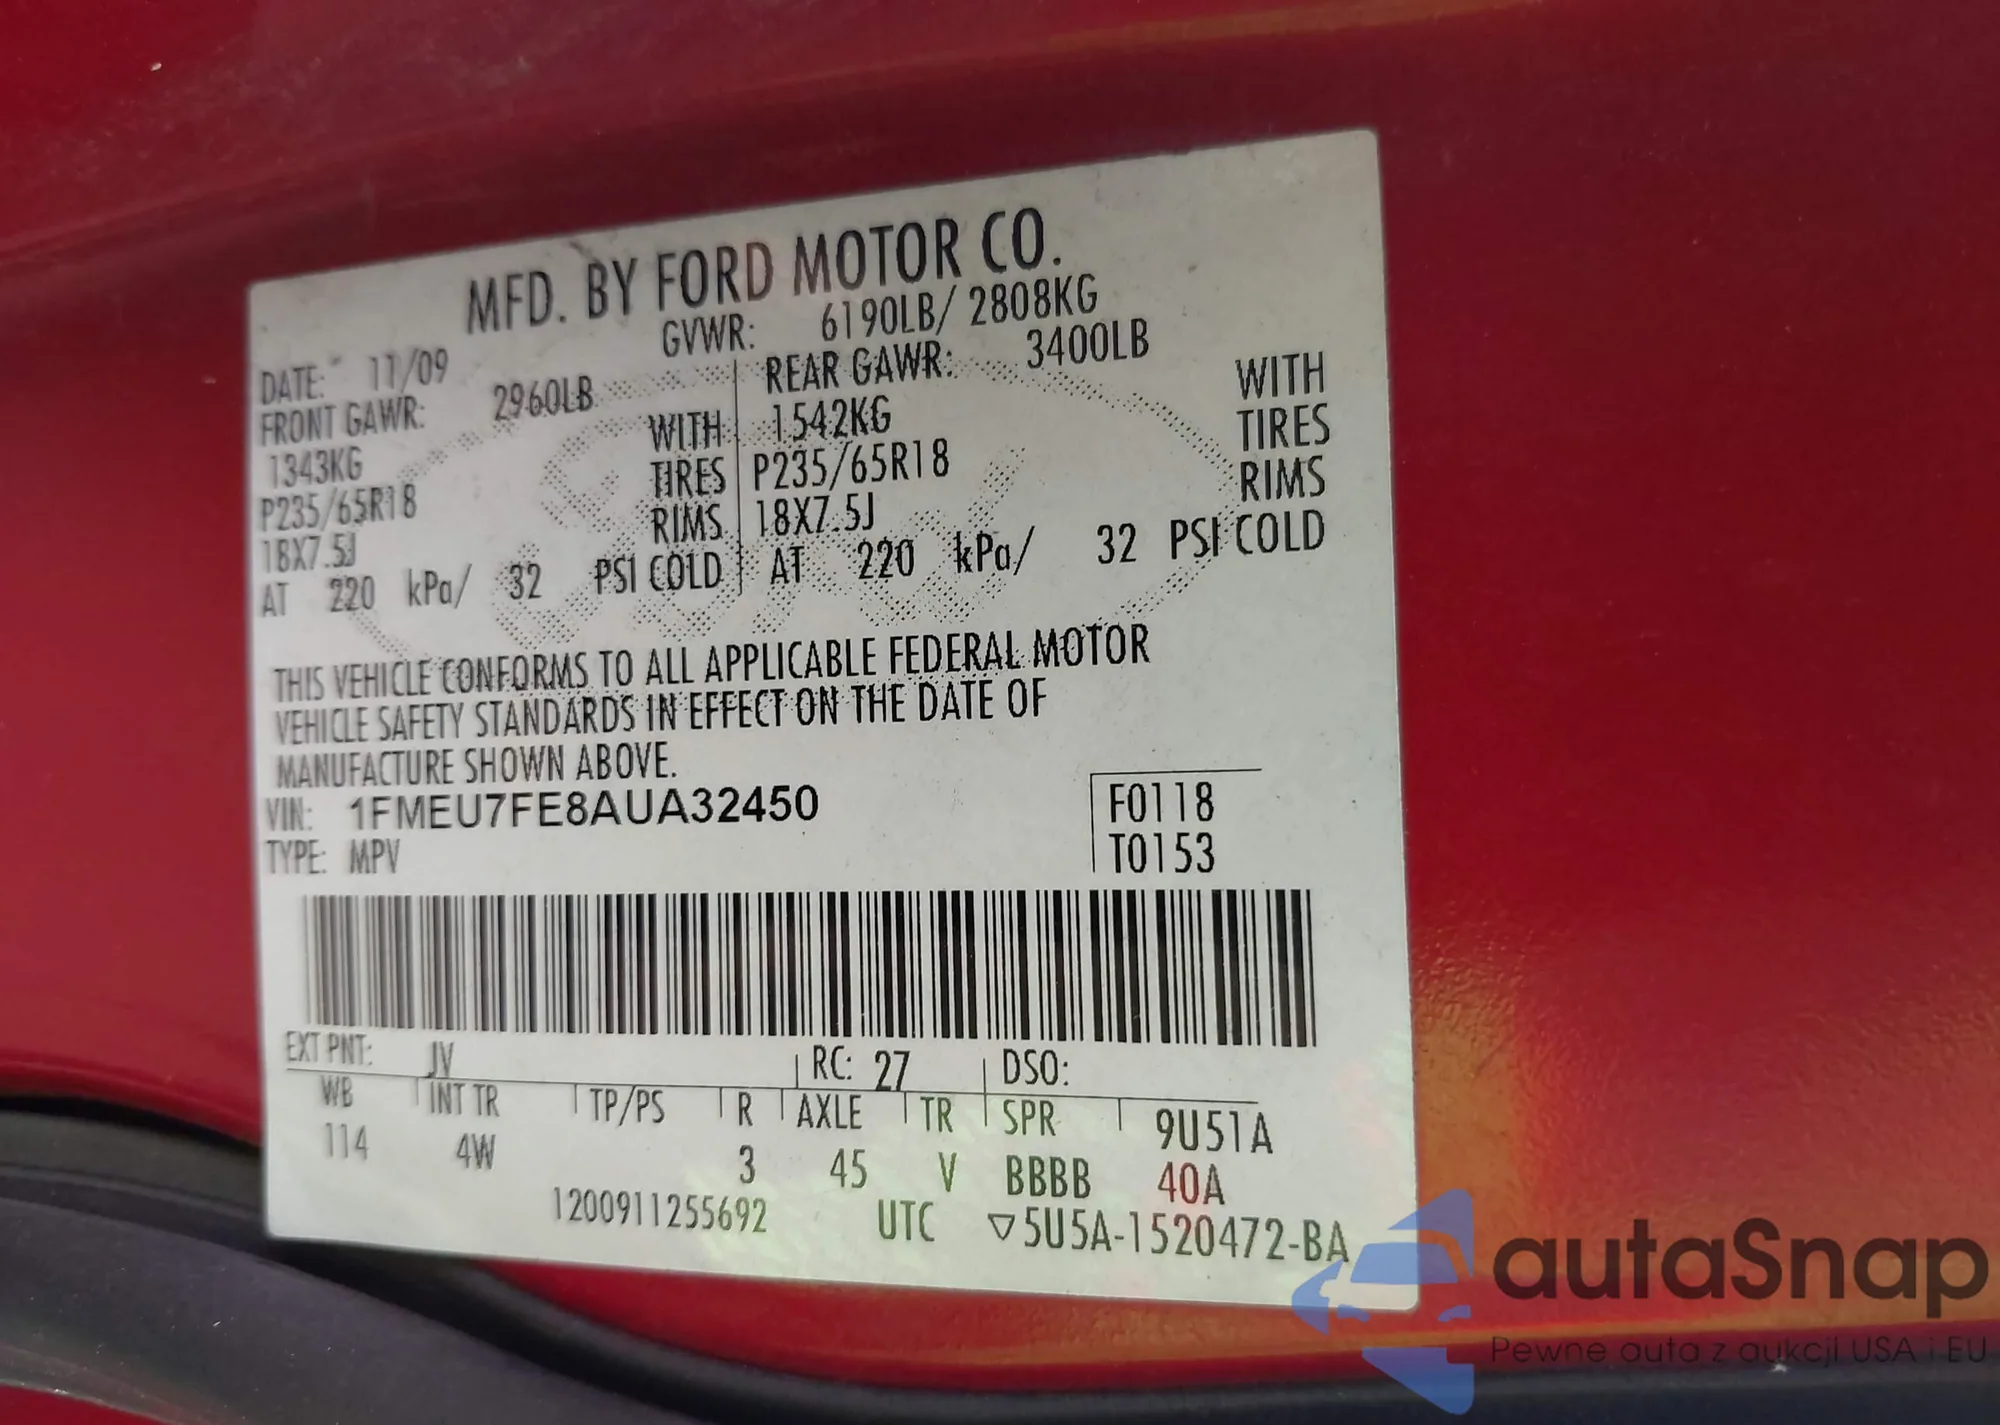 MFD. BY FORD MOTOR CO.
DATE: 11/09 GVWR: 6190LB/ 2808KG
FRONT GAWR: 2960LB REAR GAWR: 3400LB
1343KG WITH 1542KG WITH
P235/65R18 TIRES P235/65R18 TIRES
18X7.5J RIMS 18X7.5J RIMS
AT 220 kPa/ 32 PSI COLD AT 220 kPa/ 32 PSI COLD
THIS VEHICLE CONFORMS TO ALL APPLICABLE FEDERAL MOTOR
VEHICLE SAFETY STANDARDS IN EFFECT ON THE DATE OF
MANUFACTURE SHOWN ABOVE.
VIN: 1FMEU7FE8AUA32450 F0118
TYPE: MPV T0153
EXT PNT: JV RC: 27 DSO:
WB INT TR TP/PS R AXLE TR SPR 9U51A
114 4W 3 45 V BBBB 40A
1200911255692 UTC ▽5U5A-1520472-BA
autaSnap
Pewne auta z aukcji USA i EU